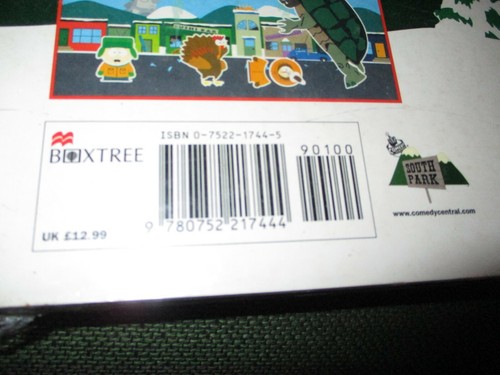 ISBN 0-7522-1744-5
BOXTREE
90100
9 780752 217444
UK £12.99
SOUTH
PARK
www.comedycentral.com